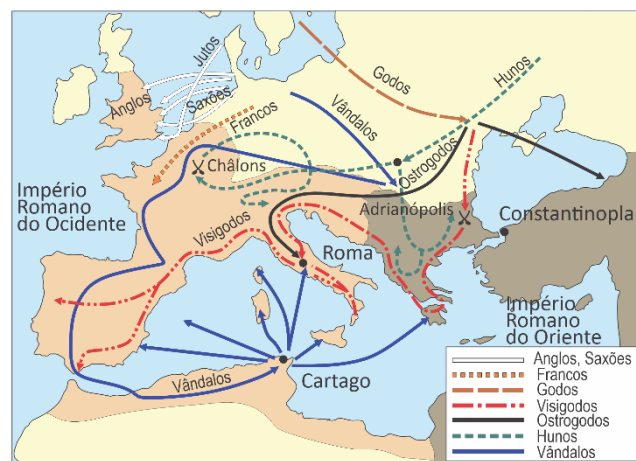 Jutos
Anglos
Saxões
Godos
Hunos
Francos
Vândalos
Châlons
Ostrogodos
Império
Romano
do Ocidente
Adrianópolis
Constantinopla
Visigodos
Roma
Império
Romano
do Oriente
Vândalos
Cartago
Anglos, Saxões
Francos
Godos
Visigodos
Ostrogodos
Hunos
Vândalos